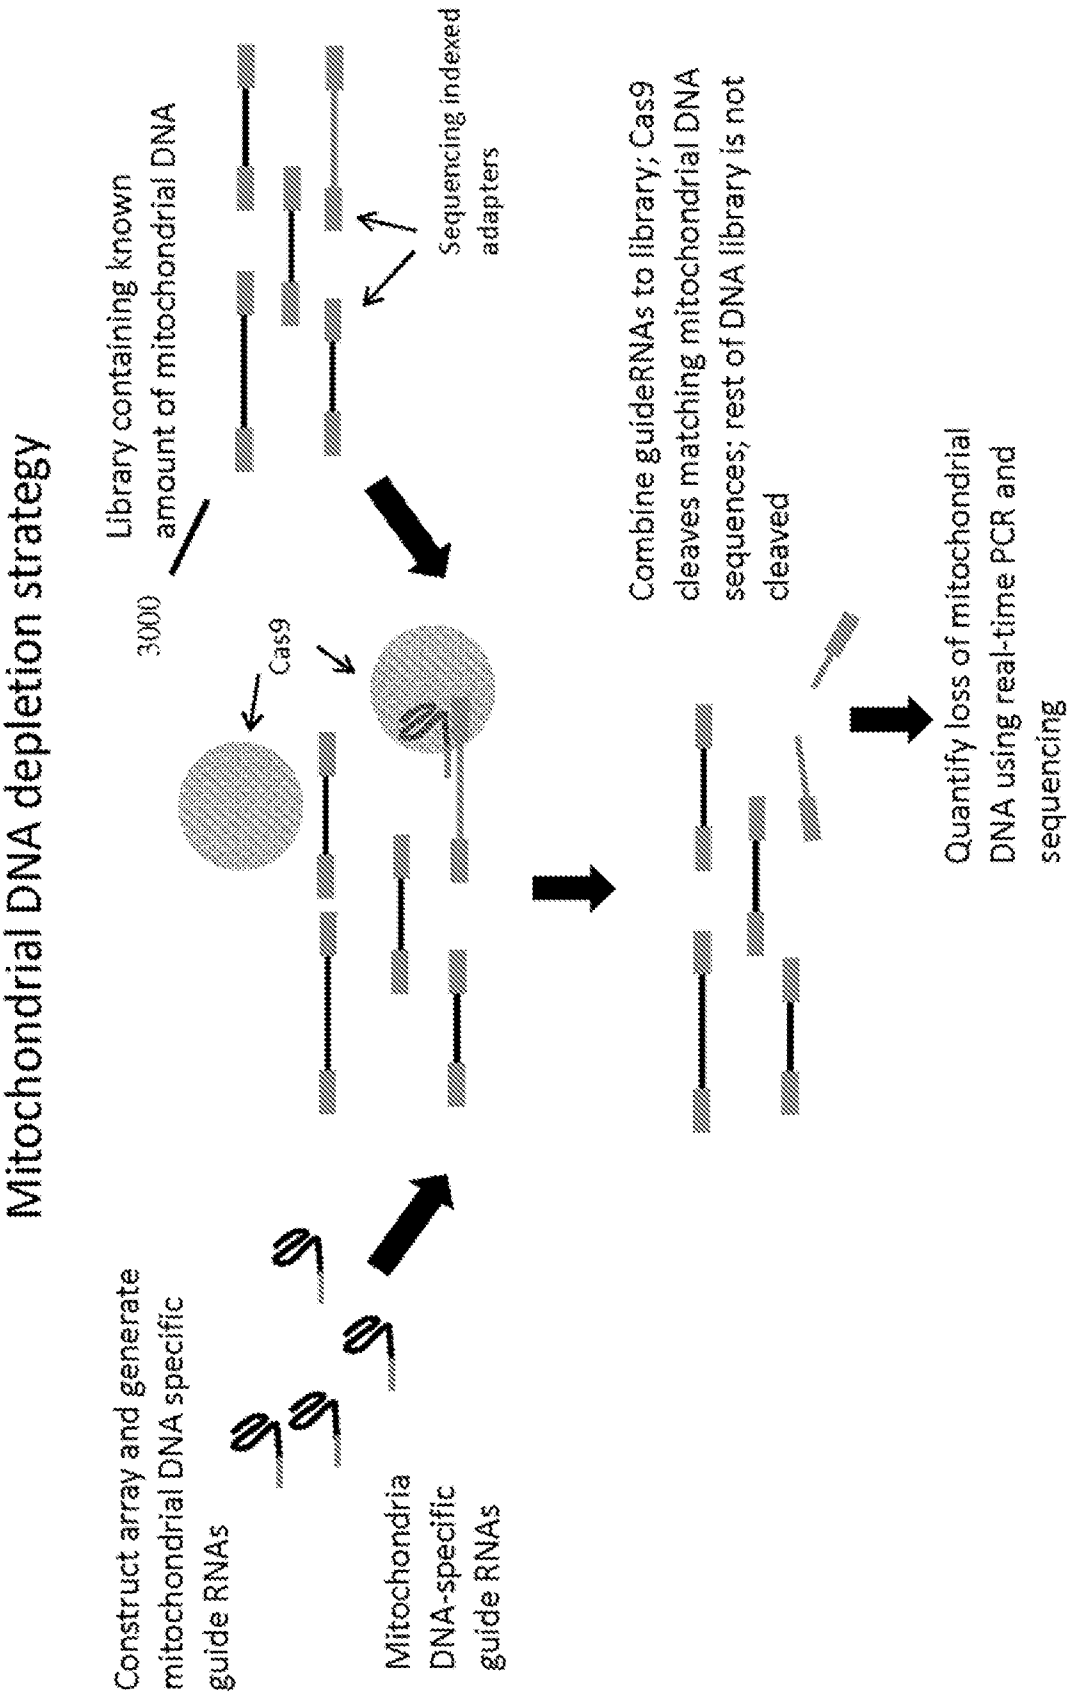 Mitochondrial DNA depletion strategy
Construct array and generate
mitochondrial DNA specific
guide RNAs
Mitochondria
DNA-specific
guide RNAs
3000
Library containing known
amount of mitochondrial DNA
Cas9
Sequencing indexed
adapters
Combine guideRNAs to library; Cas9
cleaves matching mitochondrial DNA
sequences; rest of DNA library is not
cleaved
Quantify loss of mitochondrial
DNA using real-time PCR and
sequencing